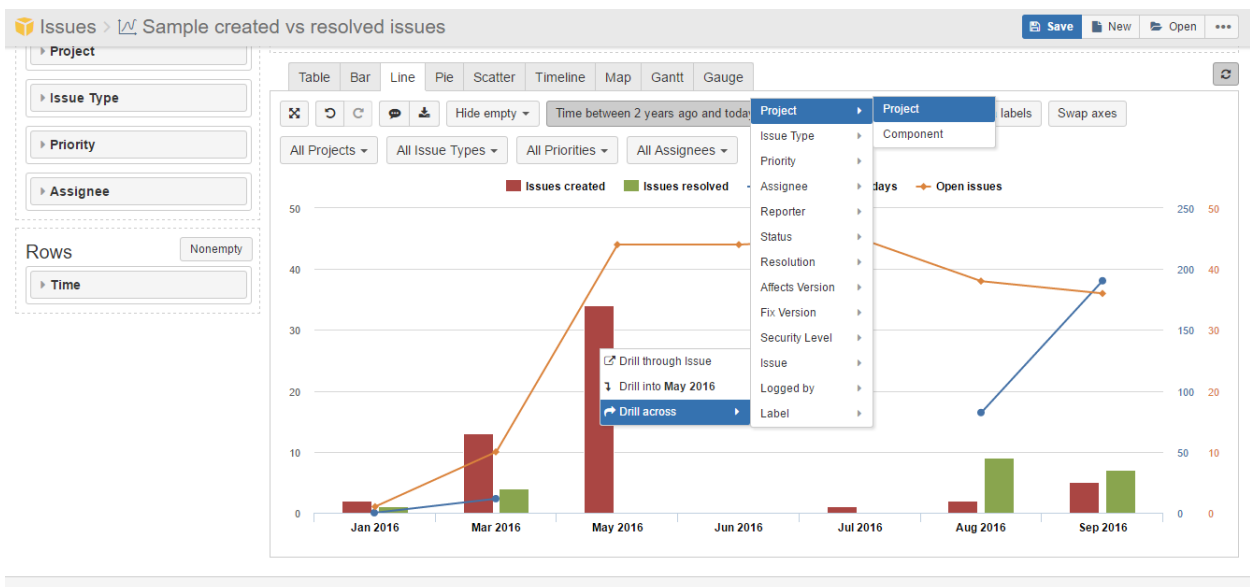 Issues > Sample created vs resolved issues
Save New Open •••
Project
Issue Type
Priority
Assignee
Rows Nonempty
Time
Table Bar Line Pie Scatter Timeline Map Gantt Gauge
Hide empty Time between 2 years ago and today labels Swap axes
All Projects All Issue Types All Priorities All Assignees
Issues created Issues resolved days Open issues
50 250 50
40 200 40
30 150 30
20 100 20
10 50 10
0 0 0
Jan 2016 Mar 2016 May 2016 Jun 2016 Jul 2016 Aug 2016 Sep 2016
Drill through Issue
Drill into May 2016
Drill across
Project
Issue Type
Priority
Assignee
Reporter
Status
Resolution
Affects Version
Fix Version
Security Level
Issue
Logged by
Label
Project
Component